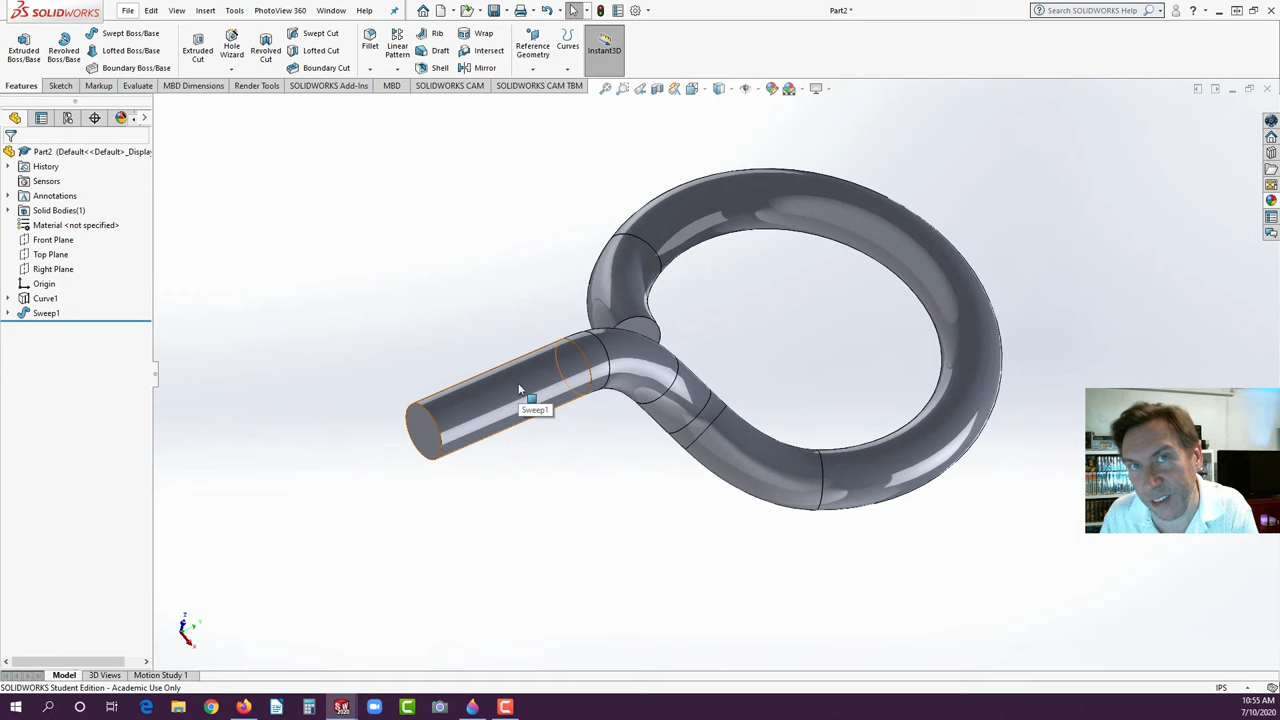 SOLIDWORKS
File
Edit
View
Insert
Tools
PhotoView 360
Window
Help
Part2 *
Search SOLIDWORKS Help
Extruded Boss/Base
Revolved Boss/Base
Swept Boss/Base
Lofted Boss/Base
Boundary Boss/Base
Extruded Cut
Hole Wizard
Revolved Cut
Swept Cut
Lofted Cut
Boundary Cut
Fillet
Linear Pattern
Rib
Draft
Shell
Wrap
Intersect
Mirror
Reference Geometry
Curves
Instant3D
Features
Sketch
Markup
Evaluate
MBD Dimensions
Render Tools
SOLIDWORKS Add-Ins
MBD
SOLIDWORKS CAM
SOLIDWORKS CAM TBM
Part2 (Default<<Default>_Displa
History
Sensors
Annotations
Solid Bodies(1)
Material <not specified>
Front Plane
Top Plane
Right Plane
Origin
Curve1
Sweep1
Sweep1
Model
3D Views
Motion Study 1
SOLIDWORKS Student Edition - Academic Use Only
IPS
10:55 AM
7/10/2020